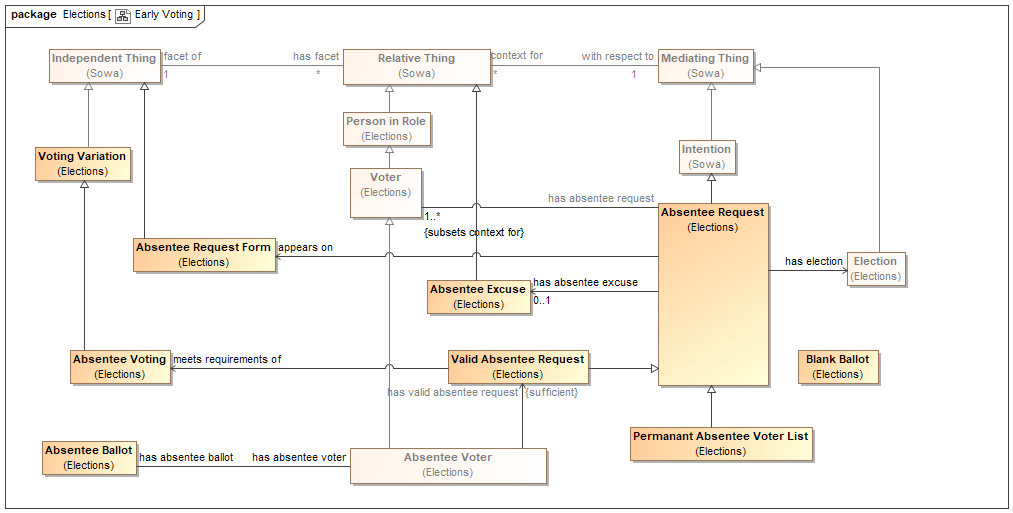 package Elections [ Early Voting ]
Independent Thing
(Sowa)
facet of
1
has facet
*
Relative Thing
(Sowa)
context for
*
with respect to
1
Mediating Thing
(Sowa)
Person in Role
(Elections)
Voting Variation
(Elections)
Intention
(Sowa)
Voter
(Elections)
1..*
{subsets context for}
has absentee request
Absentee Request
(Elections)
Absentee Request Form
(Elections)
appears on
has election
Election
(Elections)
Absentee Excuse
(Elections)
has absentee excuse
0..1
Absentee Voting
(Elections)
meets requirements of
Valid Absentee Request
(Elections)
Blank Ballot
(Elections)
has valid absentee request
{sufficient}
Permanant Absentee Voter List
(Elections)
Absentee Ballot
(Elections)
has absentee ballot
has absentee voter
Absentee Voter
(Elections)